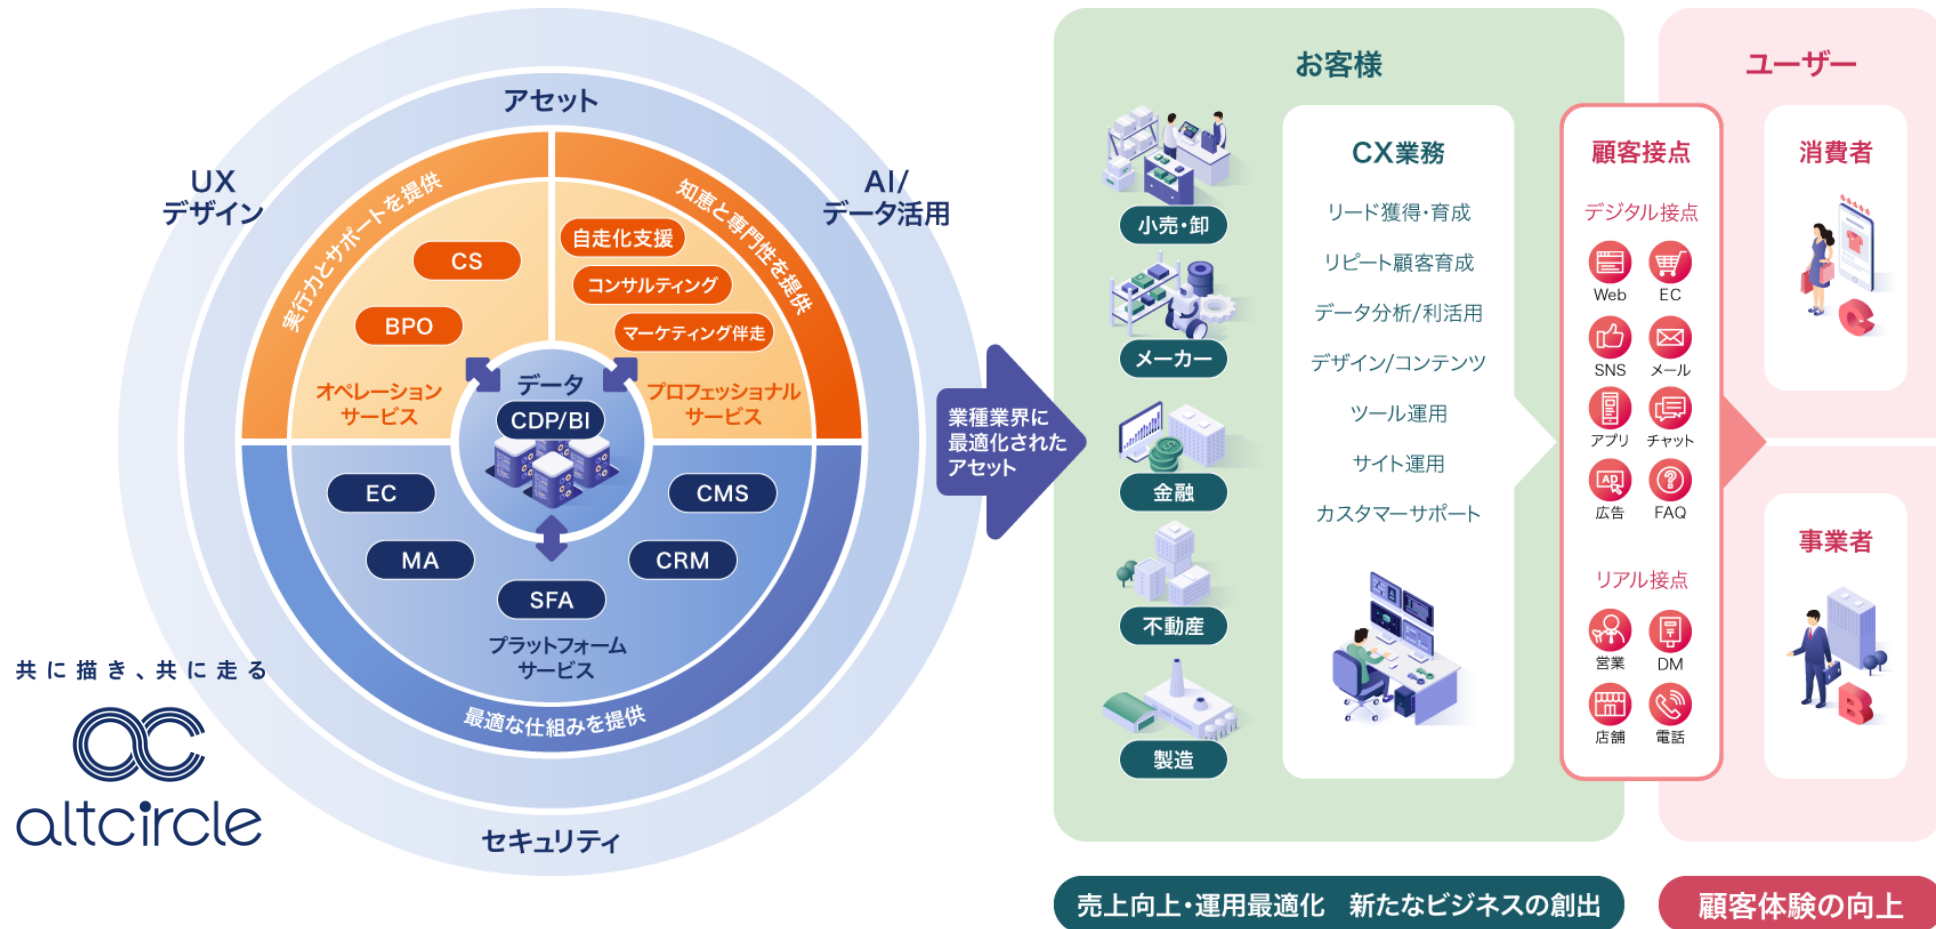 アセット
UX
デザイン
AI/
データ活用
実行力とサポートを提供
知恵と専門性を提供
CS
BPO
オペレーション
サービス
自走化支援
コンサルティング
マーケティング伴走
プロフェッショナル
サービス
データ
CDP/BI
EC
CMS
MA
CRM
SFA
プラットフォーム
サービス
最適な仕組みを提供
セキュリティ
共に描き、共に走る
altcircle
業種業界に
最適化された
アセット
お客様
小売・卸
メーカー
金融
不動産
製造
CX業務
リード獲得・育成
リピート顧客育成
データ分析/利活用
デザイン/コンテンツ
ツール運用
サイト運用
カスタマーサポート
顧客接点
デジタル接点
Web
EC
SNS
メール
アプリ
チャット
AD
広告
FAQ
リアル接点
営業
DM
店舗
電話
ユーザー
消費者
C
事業者
B
売上向上・運用最適化 新たなビジネスの創出
顧客体験の向上